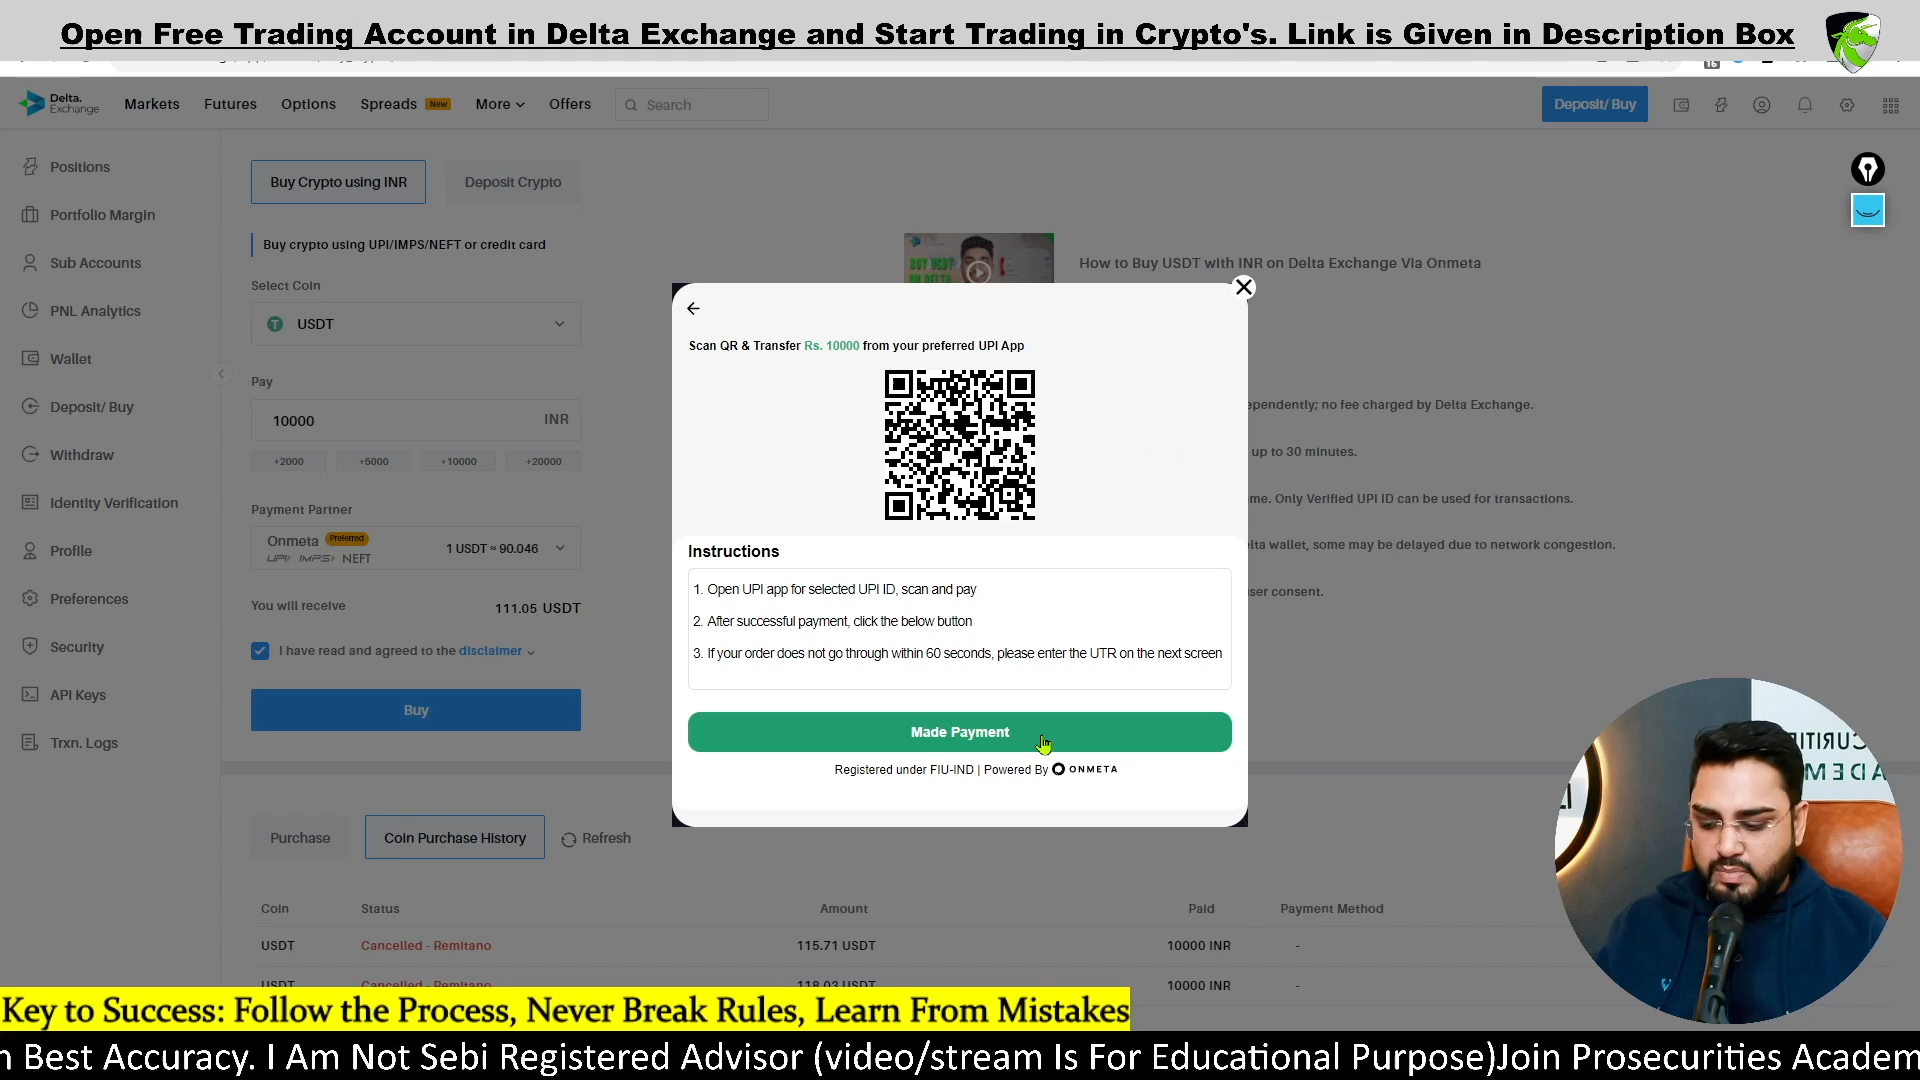 Open Free Trading Account in Delta Exchange and Start Trading in Crypto's. Link is Given in Description Box
16
Delta. Exchange
Markets
Futures
Options
Spreads New
More
Offers
Search
Deposit/ Buy
Positions
Portfolio Margin
Sub Accounts
PNL Analytics
Wallet
Deposit/ Buy
Withdraw
Identity Verification
Profile
Preferences
Security
API Keys
Trxn. Logs
Buy Crypto using INR
Deposit Crypto
Buy crypto using UPI/IMPS/NEFT or credit card
Select Coin
USDT
Pay
10000 INR
+2000
+5000
+10000
+20000
Payment Partner
Onmeta Preferred
UPI IMPS NEFT
1 USDT ≈ 90.046
You will receive
111.05 USDT
I have read and agreed to the disclaimer
Buy
BUY USDT
ON DELTA
How to Buy USDT with INR on Delta Exchange Via Onmeta
ependently; no fee charged by Delta Exchange.
up to 30 minutes.
me. Only Verified UPI ID can be used for transactions.
lta wallet, some may be delayed due to network congestion.
ser consent.
Scan QR & Transfer Rs. 10000 from your preferred UPI App
Instructions
1. Open UPI app for selected UPI ID, scan and pay
2. After successful payment, click the below button
3. If your order does not go through within 60 seconds, please enter the UTR on the next screen
Made Payment
Registered under FIU-IND | Powered By ONMETA
Purchase
Coin Purchase History
Refresh
Coin Status Amount Paid Payment Method
USDT Cancelled - Remitano 115.71 USDT 10000 INR -
USDT Cancelled - Remitano 118.03 USDT 10000 INR -
Key to Success: Follow the Process, Never Break Rules, Learn From Mistakes
n Best Accuracy. I Am Not Sebi Registered Advisor (video/stream Is For Educational Purpose)Join Prosecurities Academ